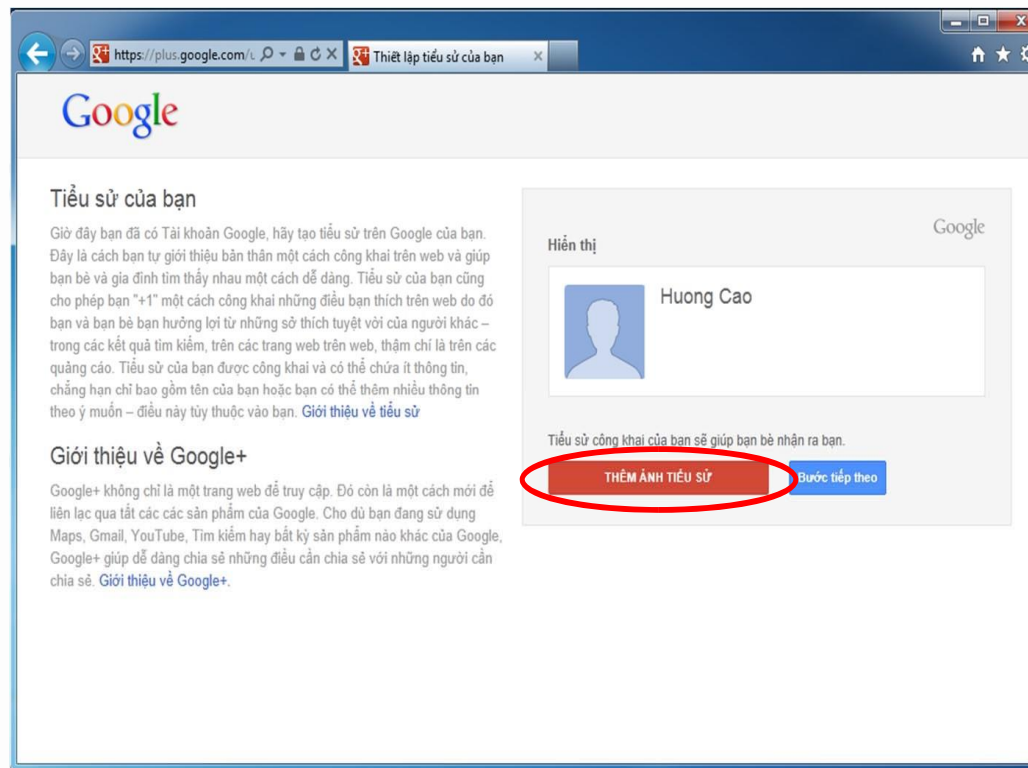 https://plus.google.com/u
Thiết lập tiểu sử của bạn
Google
Tiểu sử của bạn
Giờ đây bạn đã có Tài khoản Google, hãy tạo tiểu sử trên Google của bạn.
Đây là cách bạn tự giới thiệu bản thân một cách công khai trên web và giúp
bạn bè và gia đình tìm thấy nhau một cách dễ dàng. Tiểu sử của bạn cũng
cho phép bạn "+1" một cách công khai những điều bạn thích trên web do đó
bạn và bạn bè bạn hưởng lợi từ những sở thích tuyệt vời của người khác –
trong các kết quả tìm kiếm, trên các trang web trên web, thậm chí là trên các
quảng cáo. Tiểu sử của bạn được công khai và có thể chứa ít thông tin,
chẳng hạn chỉ bao gồm tên của bạn hoặc bạn có thể thêm nhiều thông tin
theo ý muốn – điều này tùy thuộc vào bạn. Giới thiệu về tiểu sử
Giới thiệu về Google+
Google+ không chỉ là một trang web để truy cập. Đó còn là một cách mới để
liên lạc qua tất các các sản phẩm của Google. Cho dù bạn đang sử dụng
Maps, Gmail, YouTube, Tìm kiếm hay bất kỳ sản phẩm nào khác của Google,
Google+ giúp dễ dàng chia sẻ những điều cần chia sẻ với những người cần
chia sẻ. Giới thiệu về Google+.
Google
Hiển thị
Huong Cao
Tiểu sử công khai của bạn sẽ giúp bạn bè nhận ra bạn.
THÊM ẢNH TIỂU SỬ
Bước tiếp theo